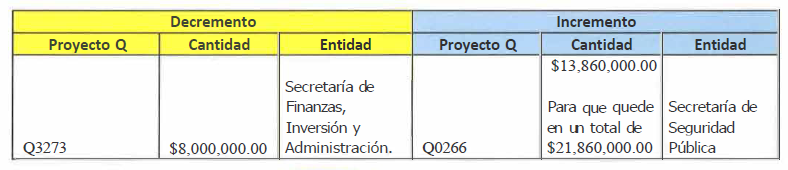 Decremento Incremento
Proyecto Q Cantidad Entidad Proyecto Q Cantidad Entidad
Q3273
$8,000,000.00
Secretaría de
Finanzas,
Inversión y
Administración.
Q0266
$13,860,000.00
Para que quede
en un total de
$21,860,000.00
Secretaría de
Seguridad
Pública